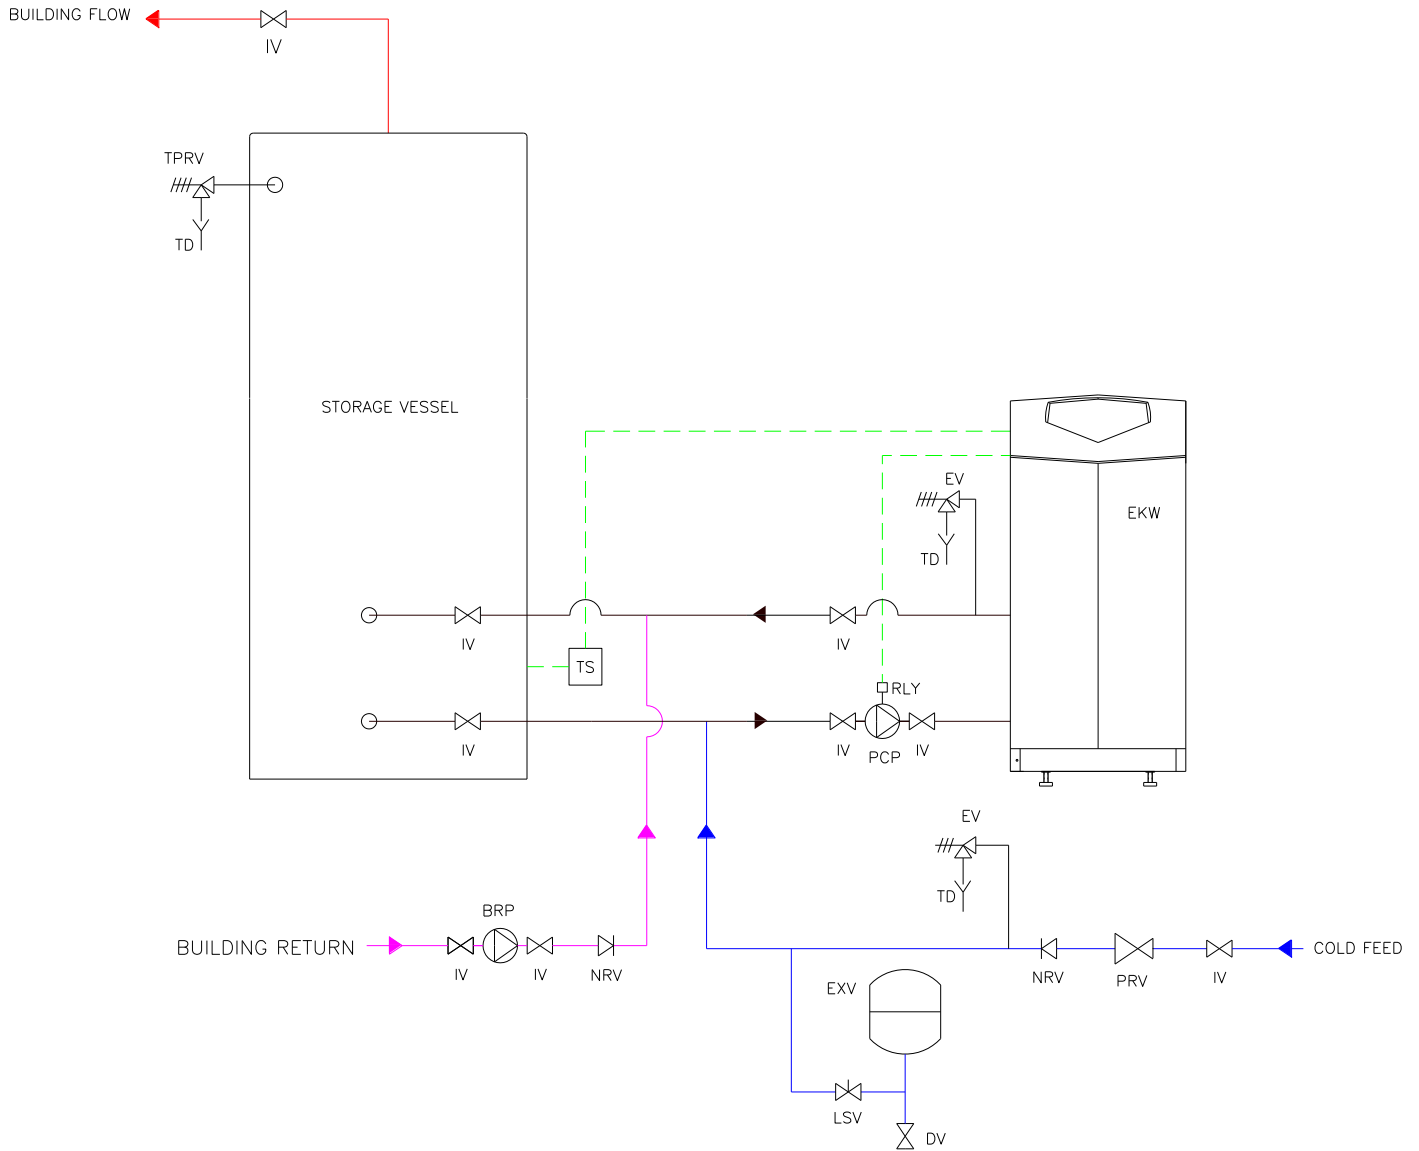 BUILDING FLOW
IV
TPRV
TD
STORAGE VESSEL
EV
TD
EKW
IV
IV
TS
RLY
IV
IV
PCP
IV
EV
TD
BRP
BUILDING RETURN
IV
IV
NRV
COLD FEED
NRV
PRV
IV
EXV
LSV
DV